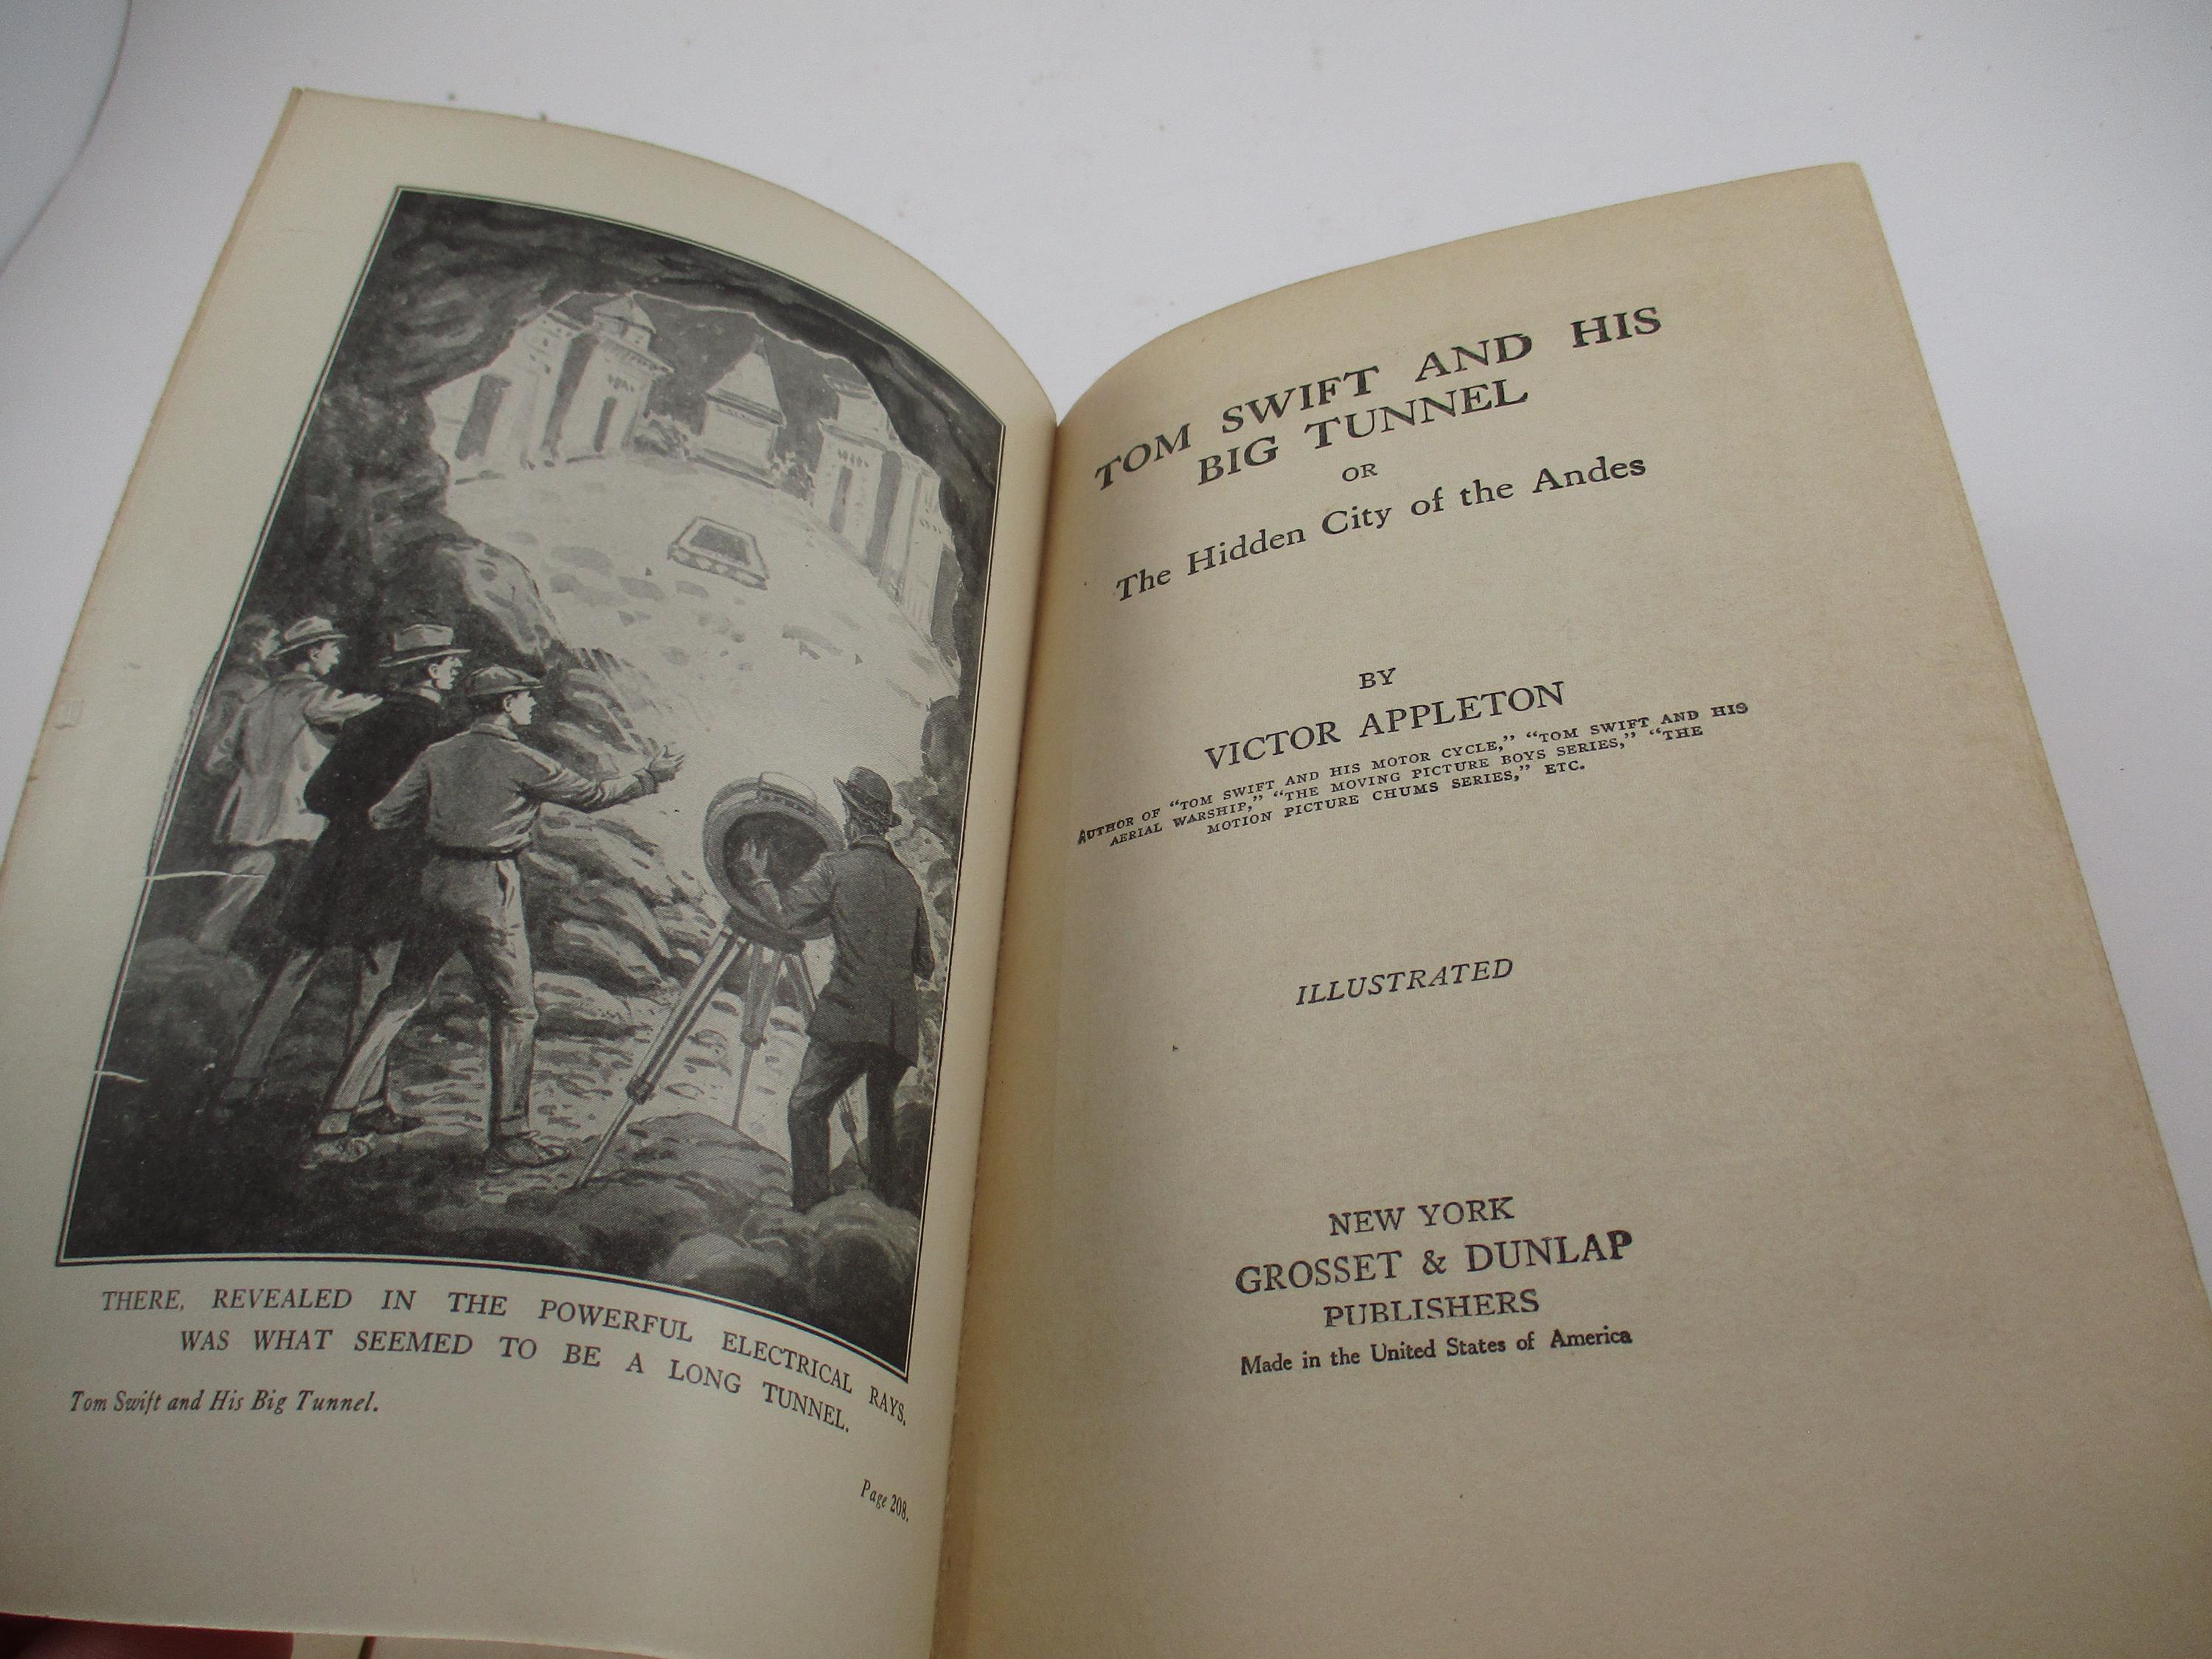 THERE, REVEALED IN THE POWERFUL ELECTRICAL RAYS,
WAS WHAT SEEMED TO BE A LONG TUNNEL.
Tom Swift and His Big Tunnel.
Page 208.
TOM SWIFT AND HIS
BIG TUNNEL
OR
The Hidden City of the Andes
BY
VICTOR APPLETON
AUTHOR OF “TOM SWIFT AND HIS MOTOR CYCLE,” “TOM SWIFT AND HIS
AERIAL WARSHIP,” “THE MOVING PICTURE BOYS SERIES,” “THE
MOTION PICTURE CHUMS SERIES,” ETC.
ILLUSTRATED
NEW YORK
GROSSET & DUNLAP
PUBLISHERS
Made in the United States of America